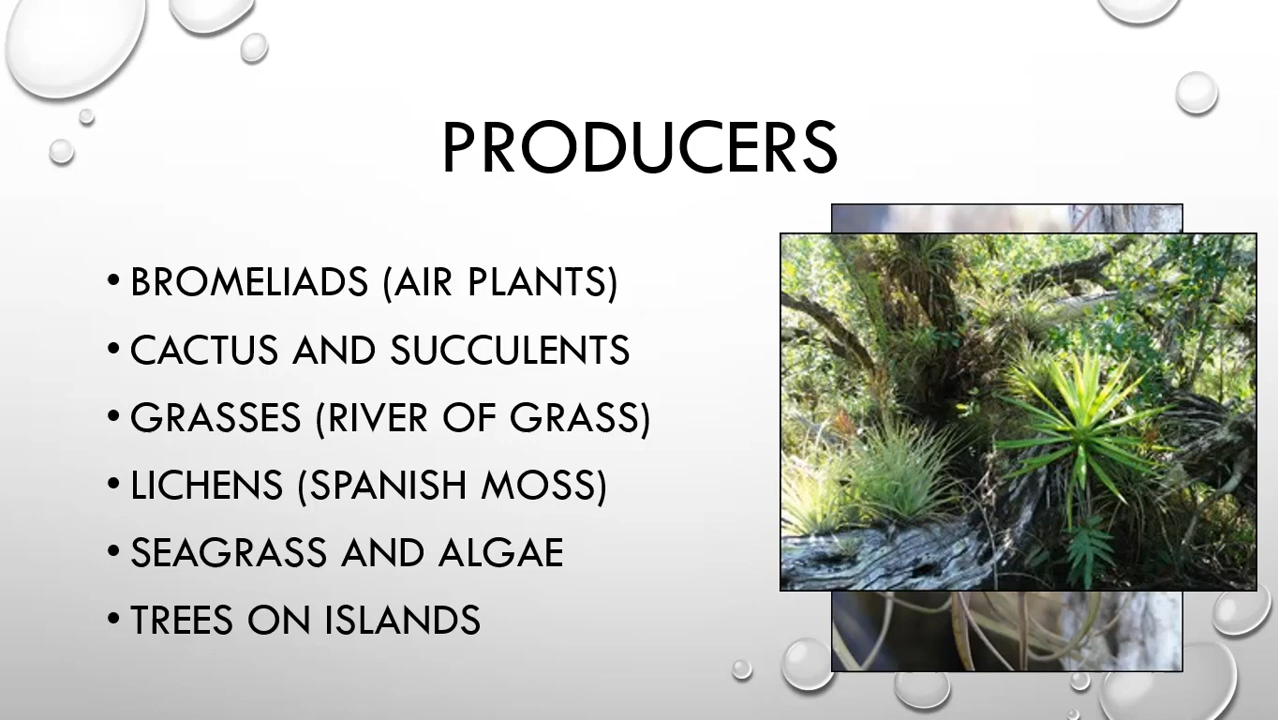 PRODUCERS
• BROMELIADS (AIR PLANTS)
• CACTUS AND SUCCULENTS
• GRASSES (RIVER OF GRASS)
• LICHENS (SPANISH MOSS)
• SEAGRASS AND ALGAE
• TREES ON ISLANDS